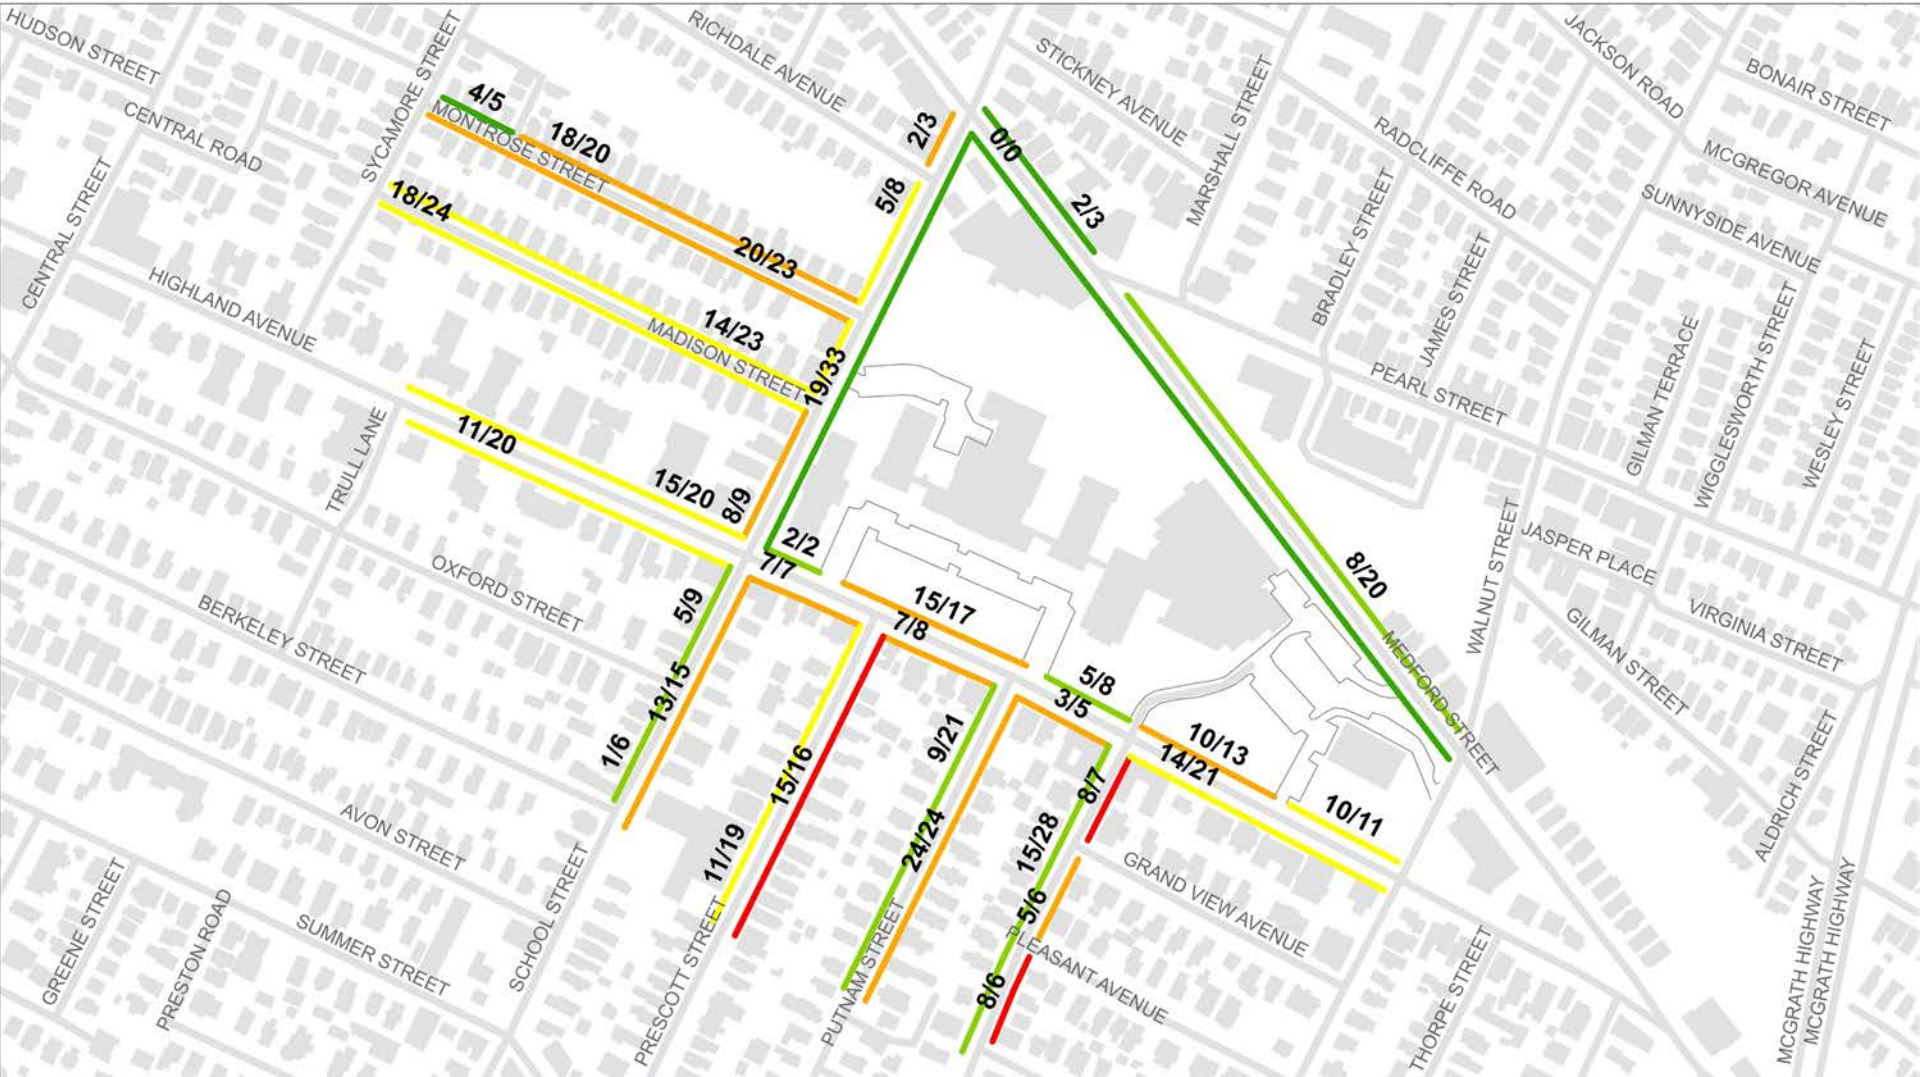 HUDSON STREET
CENTRAL ROAD
CENTRAL STREET
SYCAMORE STREET
4/5
MONTROSE STREET
18/20
RICHDALE AVENUE
2/3
0/0
STICKNEY AVENUE
MARSHALL STREET
JACKSON ROAD
BONAIR STREET
RADCLIFFE ROAD
MCGREGOR AVENUE
SUNNYSIDE AVENUE
BRADLEY STREET
JAMES STREET
5/8
2/3
18/24
20/23
HIGHLAND AVENUE
14/23
MADISON STREET
19/33
PEARL STREET
GILMAN TERRACE
WIGGLESWORTH STREET
WESLEY STREET
TRULL LANE
11/20
15/20
8/9
2/2
7/7
OXFORD STREET
BERKELEY STREET
5/9
15/17
7/8
8/20
WALNUT STREET
JASPER PLACE
VIRGINIA STREET
GILMAN STREET
MEDFORD STREET
13/15
1/6
5/8
3/5
10/13
14/21
10/11
9/21
15/16
8/7
11/19
24/24
15/28
5/6
8/6
AVON STREET
SUMMER STREET
GREENE STREET
PRESTON ROAD
SCHOOL STREET
PRESCOTT STREET
PUTNAM STREET
PLEASANT AVENUE
GRAND VIEW AVENUE
THORPE STREET
ALDRICH STREET
MCGRATH HIGHWAY
MCGRATH HIGHWAY